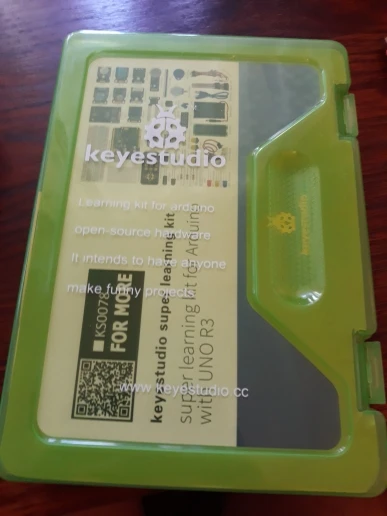 keyestudio
Learning kit for arduino
open-source hardware
It intends to have anyone
make funny projects
www.keyestudio.cc
keyestudio
KS0078
FOR MORE
keyestudio super learning kit
super learning kit for Arduino
with UNO R3